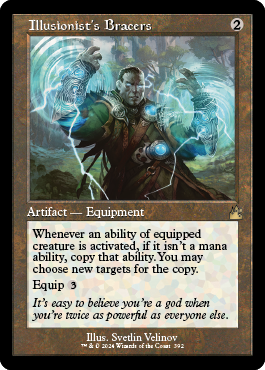 Illusionist's Bracers 2
Artifact — Equipment
Whenever an ability of equipped
creature is activated, if it isn't a mana
ability, copy that ability. You may
choose new targets for the copy.
Equip 3
It's easy to believe you're a god when
you're twice as powerful as everyone else.
Illus. Svetlin Velinov
™ & © 2024 Wizards of the Coast 392